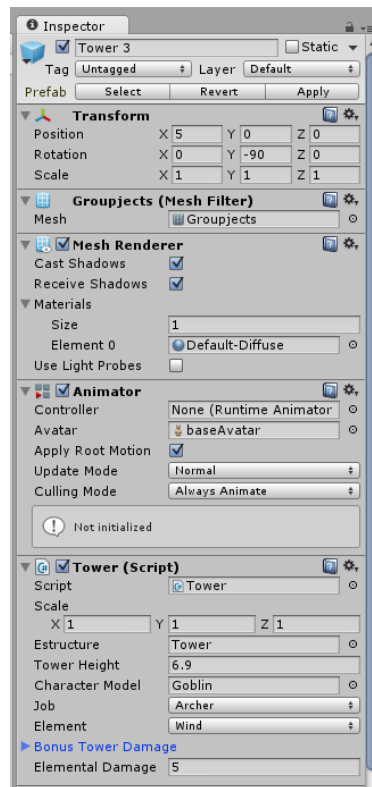 Inspector
Tower 3 Static
Tag Untagged Layer Default
Prefab Select Revert Apply
Transform
Position X 5 Y 0 Z 0
Rotation X 0 Y -90 Z 0
Scale X 1 Y 1 Z 1
Groupjects (Mesh Filter)
Mesh Groupjects
Mesh Renderer
Cast Shadows
Receive Shadows
Materials
Size 1
Element 0 Default-Diffuse
Use Light Probes
Animator
Controller None (Runtime Animator
Avatar baseAvatar
Apply Root Motion
Update Mode Normal
Culling Mode Always Animate
Not initialized
Tower (Script)
Script Tower
Scale
X 1 Y 1 Z 1
Estructure Tower
Tower Height 6.9
Character Model Goblin
Job Archer
Element Wind
Bonus Tower Damage
Elemental Damage 5